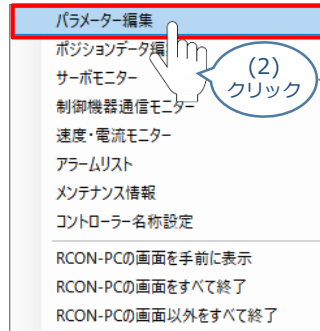 パラメーター編集
ポジションデータ編
(2)
クリック
サーボモニター
制御機器通信モニター
速度・電流モニター
アラームリスト
メンテナンス情報
コントローラー名称設定
RCON-PCの画面を手前に表示
RCON-PCの画面をすべて終了
RCON-PCの画面以外をすべて終了